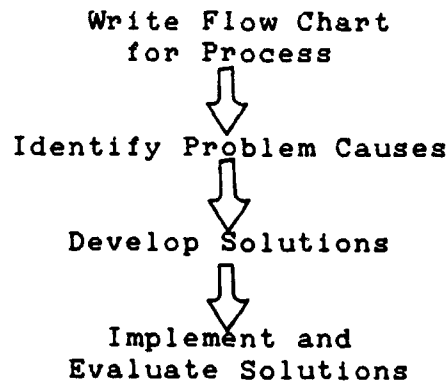 Write Flow Chart
for Process
Identify Problem Causes
Develop Solutions
Implement and
Evaluate Solutions